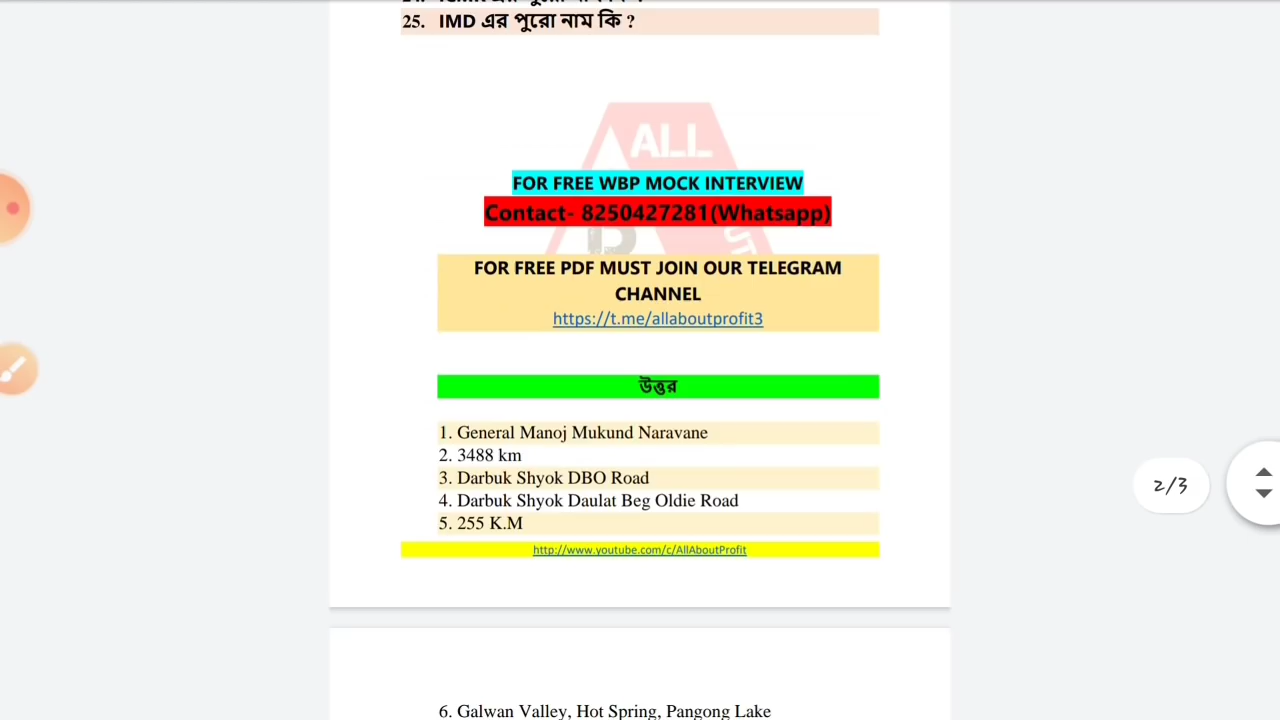 25. IMD এর পুরো নাম কি ?
ALL
FOR FREE WBP MOCK INTERVIEW
Contact- 8250427281(Whatsapp)
FOR FREE PDF MUST JOIN OUR TELEGRAM
CHANNEL
https://t.me/allaboutprofit3
উত্তর
1. General Manoj Mukund Naravane
2. 3488 km
3. Darbuk Shyok DBO Road
4. Darbuk Shyok Daulat Beg Oldie Road
5. 255 K.M
http://www.youtube.com/c/AllAboutProfit
2/3
6. Galwan Valley, Hot Spring, Pangong Lake